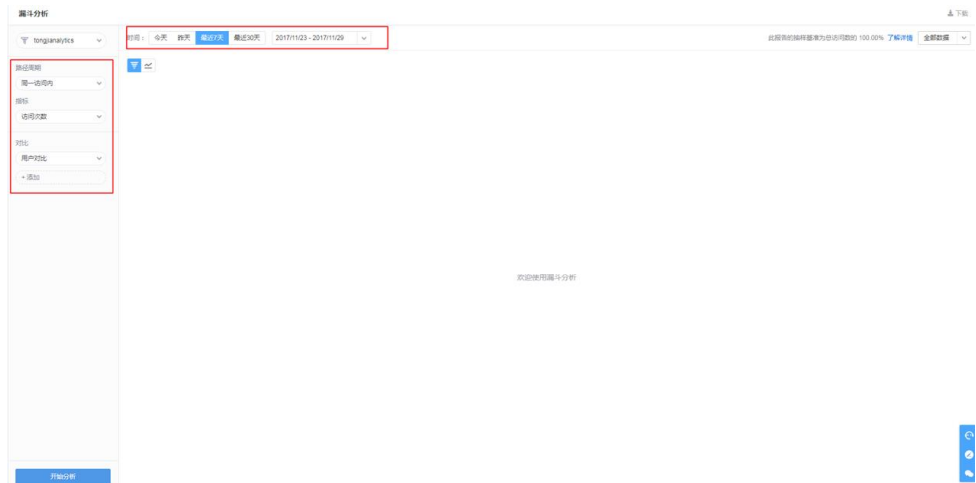 漏斗分析
下载
tongjianalytics
时间： 今天 昨天 最近7天 最近30天 2017/11/23 - 2017/11/29
此报告的抽样基准为总访问数的 100.00% 了解详情 全部数据
路径周期
同一访问内
指标
访问次数
对比
用户对比
+ 添加
欢迎使用漏斗分析
开始分析